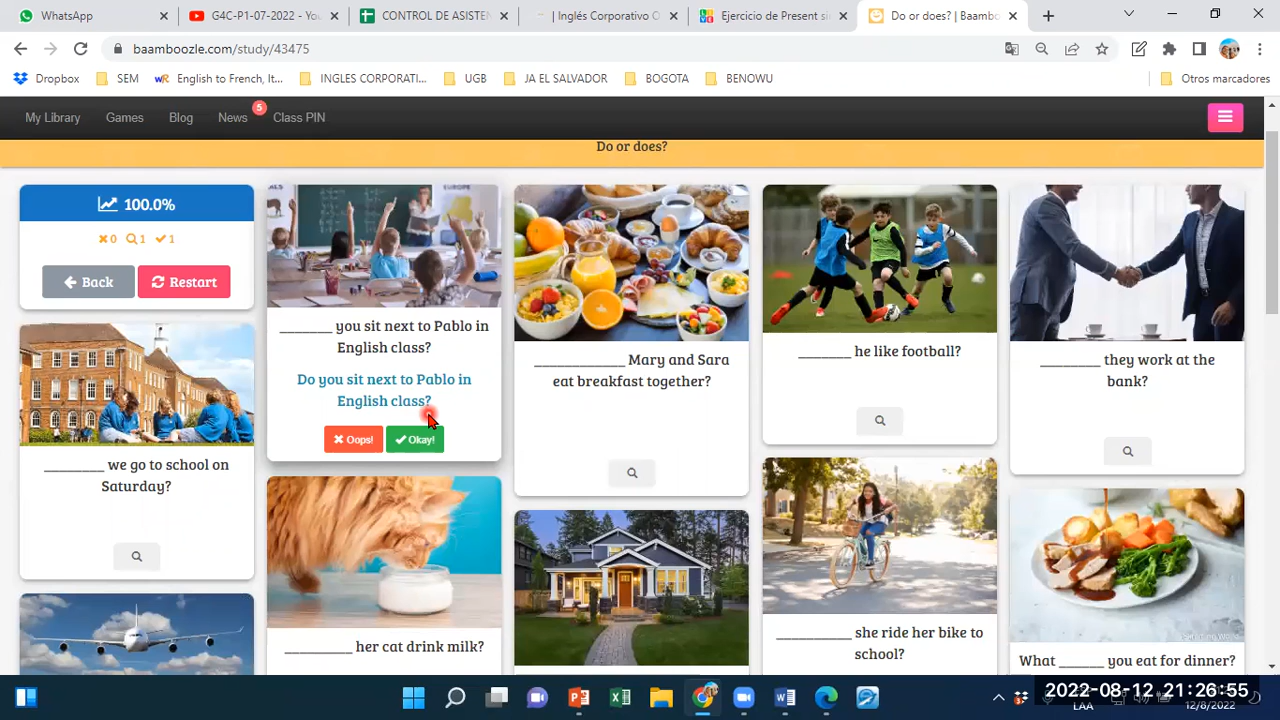 WhatsApp
G4C-P1-07-2022 - Yo
CONTROL DE ASISTEN
| Inglés Corporativo O
Ejercicio de Present si
Do or does? | Baambo
baamboozle.com/study/43475
Dropbox
SEM
English to French, It...
INGLES CORPORATI...
UGB
JA EL SALVADOR
BOGOTA
BENOWU
Otros marcadores
My Library
Games
Blog
News
5
Class PIN
Do or does?
100.0%
0
1
1
Back
Restart
________ we go to school on
Saturday?
_______ you sit next to Pablo in
English class?
Do you sit next to Pablo in
English class?
Oops!
Okay!
_________ her cat drink milk?
____________ Mary and Sara
eat breakfast together?
_______ he like football?
__________ she ride her bike to
school?
________ they work at the
bank?
What ______ you eat for dinner?
2022-08-12 21:26:55
LAA
12/8/2022